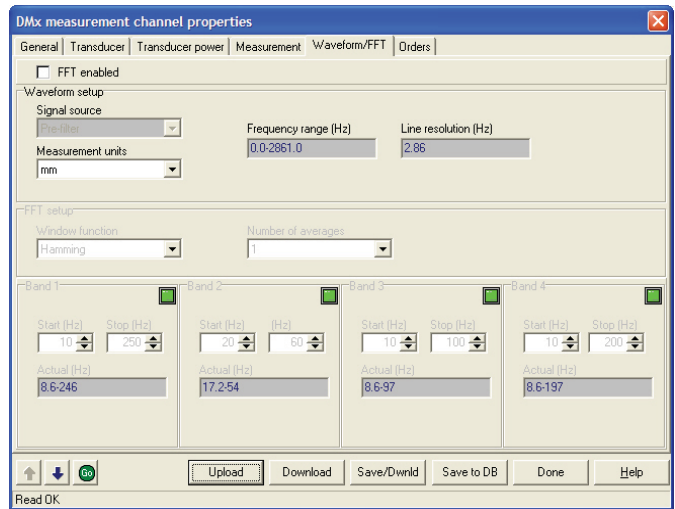 DMx measurement channel properties
General Transducer Transducer power Measurement Waveform/FFT Orders
FFT enabled
Waveform setup
Signal source
Pre-filter
Frequency range (Hz) Line resolution (Hz)
0.0-2861.0 2.86
Measurement units
mm
FFT setup
Window function Number of averages
Hamming 1
Band 1 Band 2 Band 3 Band 4
Start (Hz) Stop (Hz) Start (Hz) (Hz) Start (Hz) Stop (Hz) Start (Hz) Stop (Hz)
10 250 20 60 10 100 10 200
Actual (Hz) Actual (Hz) Actual (Hz) Actual (Hz)
8.6-246 17.2-54 8.6-97 8.6-197
Go Upload Download Save/Dwnld Save to DB Done Help
Read OK